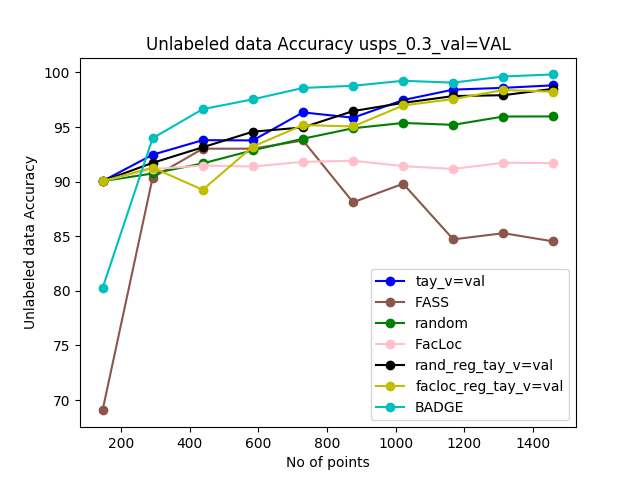 Unlabeled data Accuracy usps_0.3_val=VAL
Unlabeled data Accuracy
100
95
90
85
80
75
70
200
400
600
800
1000
1200
1400
No of points
tay_v=val
FASS
random
FacLoc
rand_reg_tay_v=val
facloc_reg_tay_v=val
BADGE